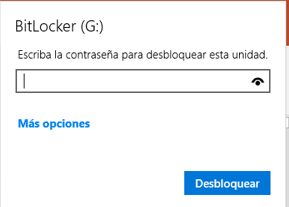 BitLocker (G:)
Escriba la contraseña para desbloquear esta unidad.
Más opciones
Desbloquear